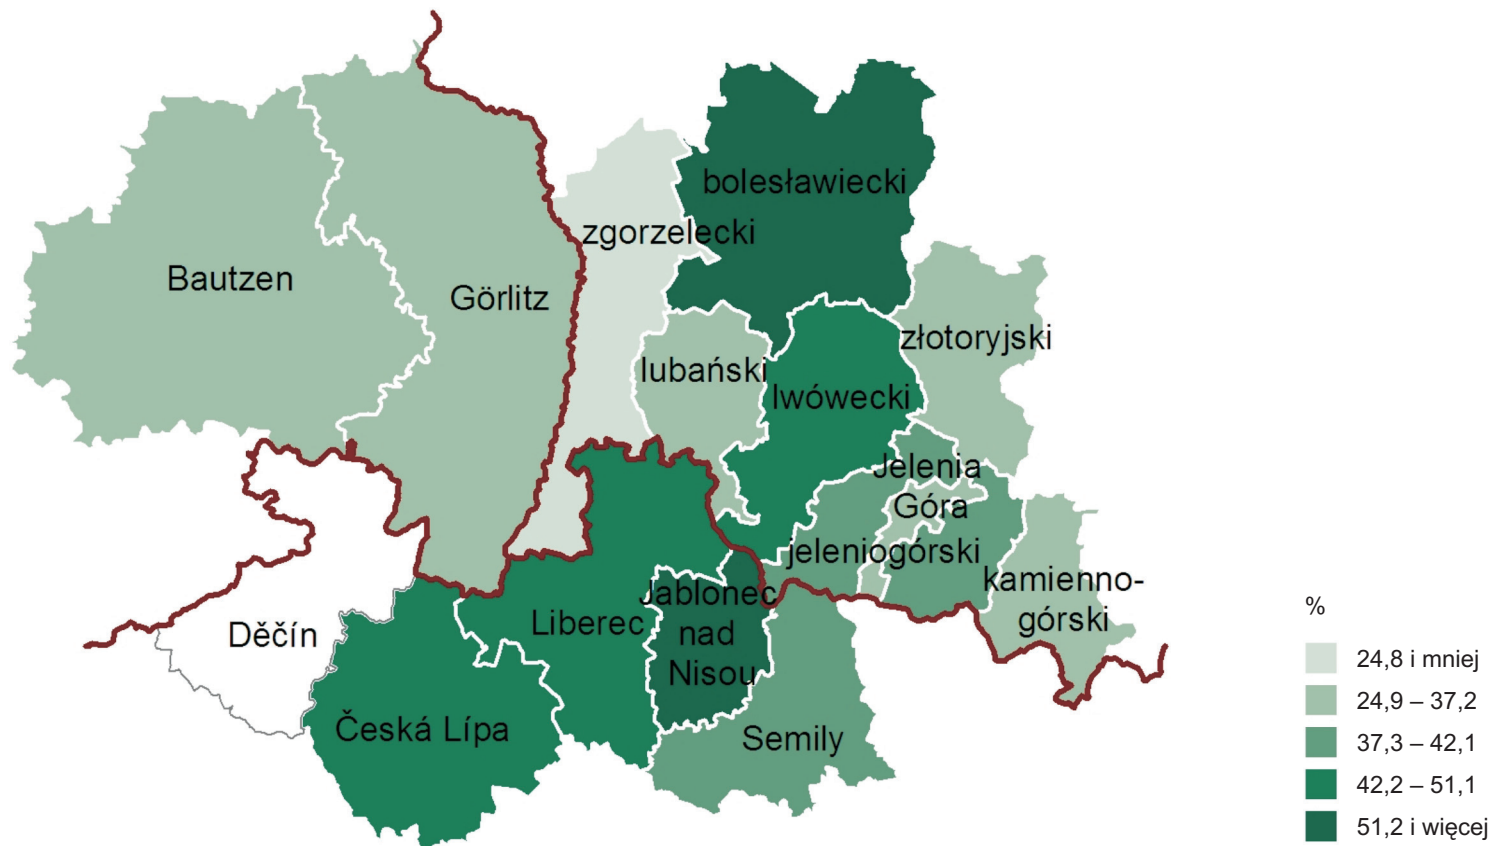 bolesławiecki
zgorzelecki
Bautzen
Görlitz
złotoryjski
lubański
lwówecki
Jelenia
Góra
jeleniogórski
kamienno-
górski
Jablonec
nad
Nisou
Liberec
Děčín
Česká Lípa
Semily
%
24,8 i mniej
24,9 – 37,2
37,3 – 42,1
42,2 – 51,1
51,2 i więcej